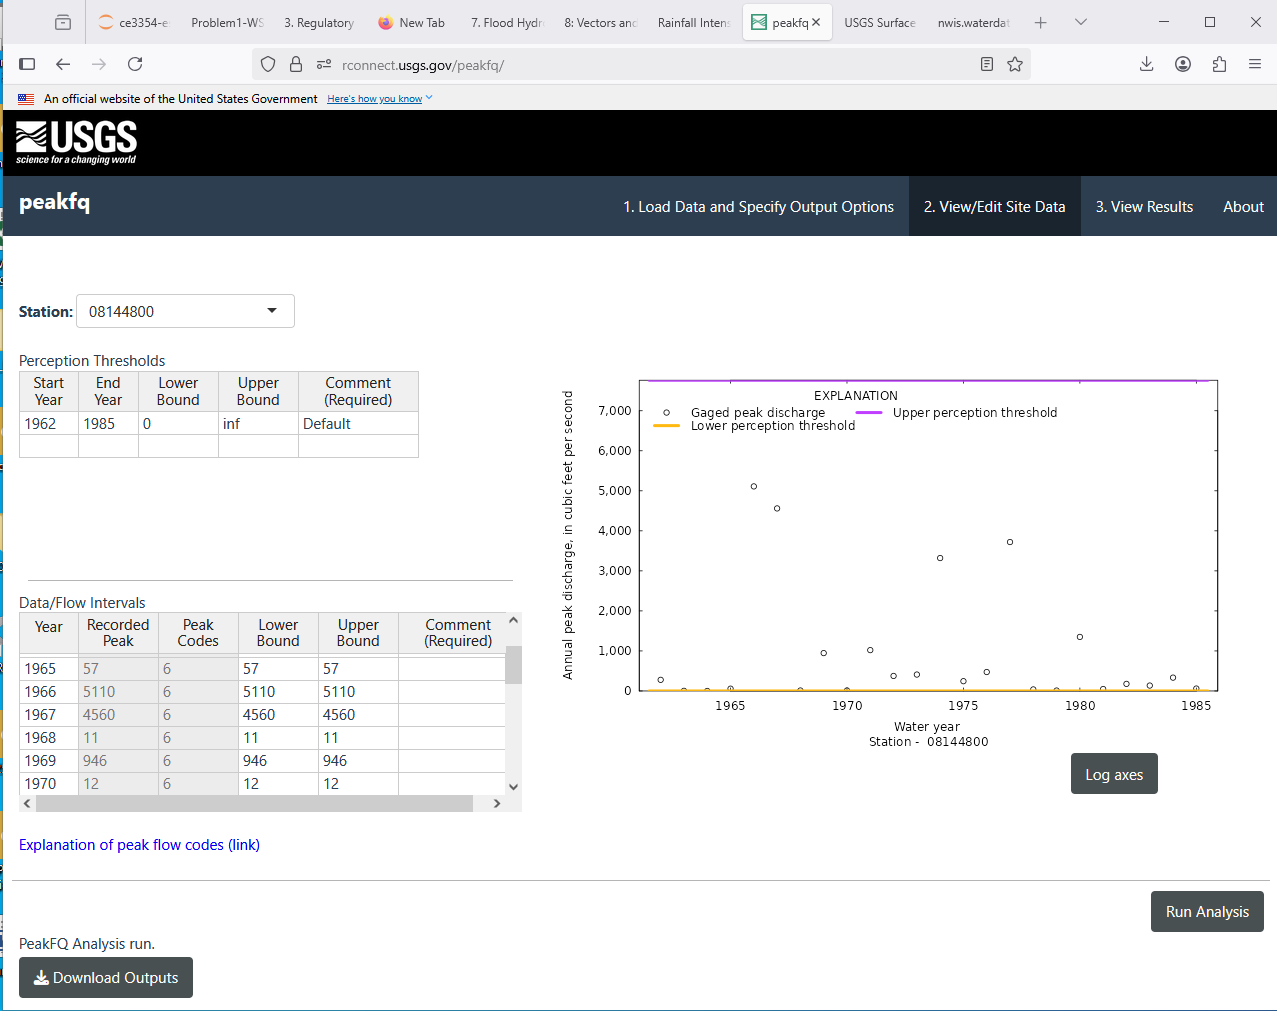 ce3354-e
Problem1-WS
3. Regulatory
New Tab
7. Flood Hydr
8: Vectors and
Rainfall Intens
peakfq
USGS Surface
nwis.waterdat
rconnect.usgs.gov/peakfq/
An official website of the United States Government Here's how you know
USGS
science for a changing world
peakfq
1. Load Data and Specify Output Options
2. View/Edit Site Data
3. View Results
About
Station: 08144800
Perception Thresholds
Start Year End Year Lower Bound Upper Bound Comment (Required)
1962 1985 0 inf Default
Data/Flow Intervals
Year Recorded Peak Peak Codes Lower Bound Upper Bound Comment (Required)
1965 57 6 57 57
1966 5110 6 5110 5110
1967 4560 6 4560 4560
1968 11 6 11 11
1969 946 6 946 946
1970 12 6 12 12
Explanation of peak flow codes (link)
EXPLANATION
Gaged peak discharge
Upper perception threshold
Lower perception threshold
Annual peak discharge, in cubic feet per second
7,000
6,000
5,000
4,000
3,000
2,000
1,000
0
1965 1970 1975 1980 1985
Water year
Station - 08144800
Log axes
Run Analysis
PeakFQ Analysis run.
Download Outputs